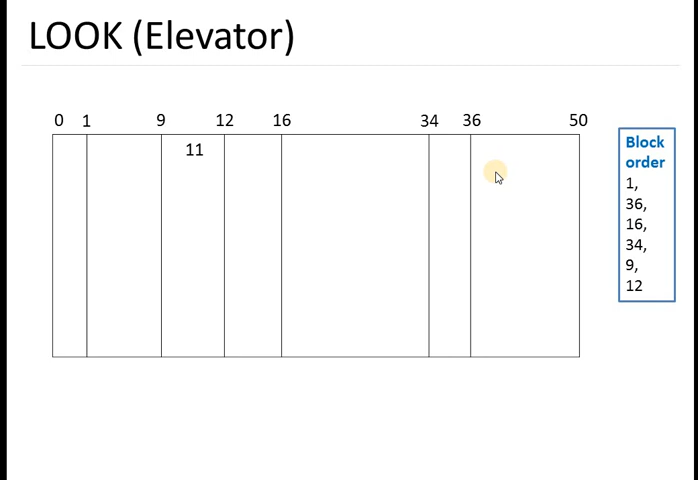 LOOK (Elevator)
0 1 9 12 16 34 36 50
11
Block
order
1,
36,
16,
34,
9,
12